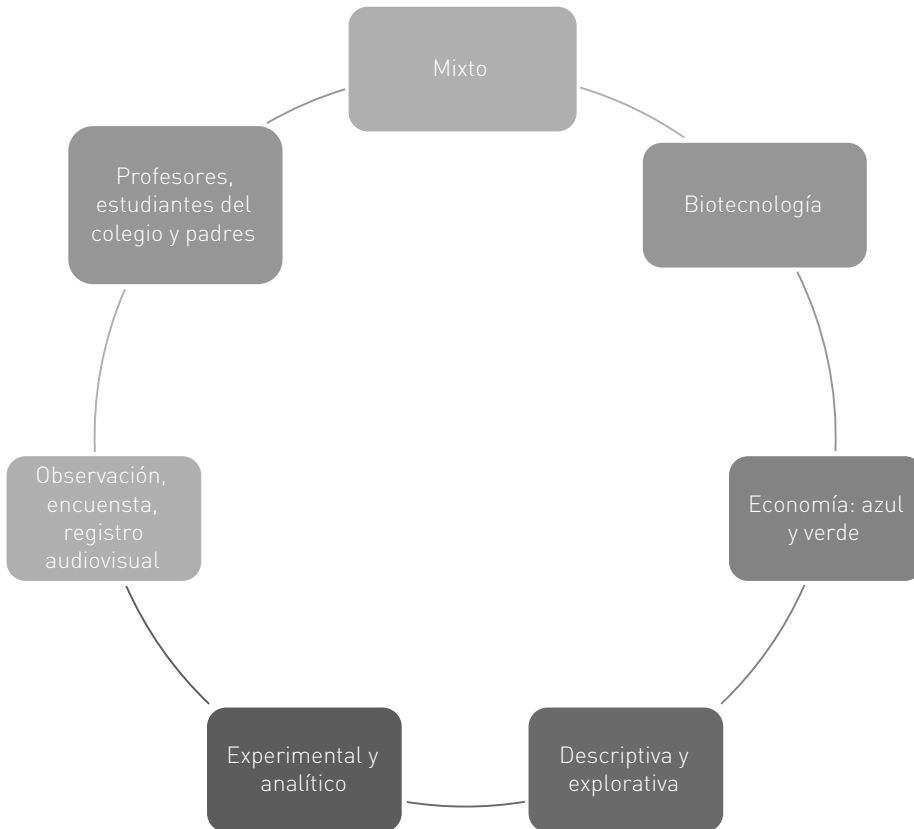 Mixto
Biotecnología
Economía: azul
y verde
Descriptiva y
explorativa
Experimental y
analítico
Observación,
encuensta,
registro
audiovisual
Profesores,
estudiantes del
colegio y padres